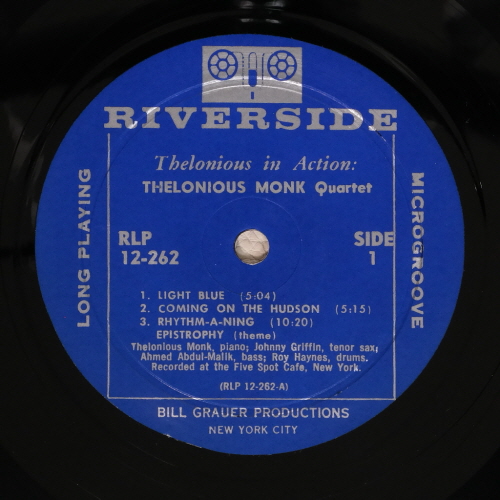 RIVERSIDE
Thelonious in Action:
THELONIOUS MONK Quartet
LONG PLAYING
MICROGROOVE
RLP
12-262
SIDE
1
1. LIGHT BLUE (5:04)
2. COMING ON THE HUDSON (5:15)
3. RHYTHM-A-NING (10:20)
EPISTROPHY (theme)
Thelonious Monk, piano; Johnny Griffin, tenor sax;
Ahmed Abdul-Malik, bass; Roy Haynes, drums.
Recorded at the Five Spot Cafe, New York.
(RLP 12-262-A)
BILL GRAUER PRODUCTIONS
NEW YORK CITY